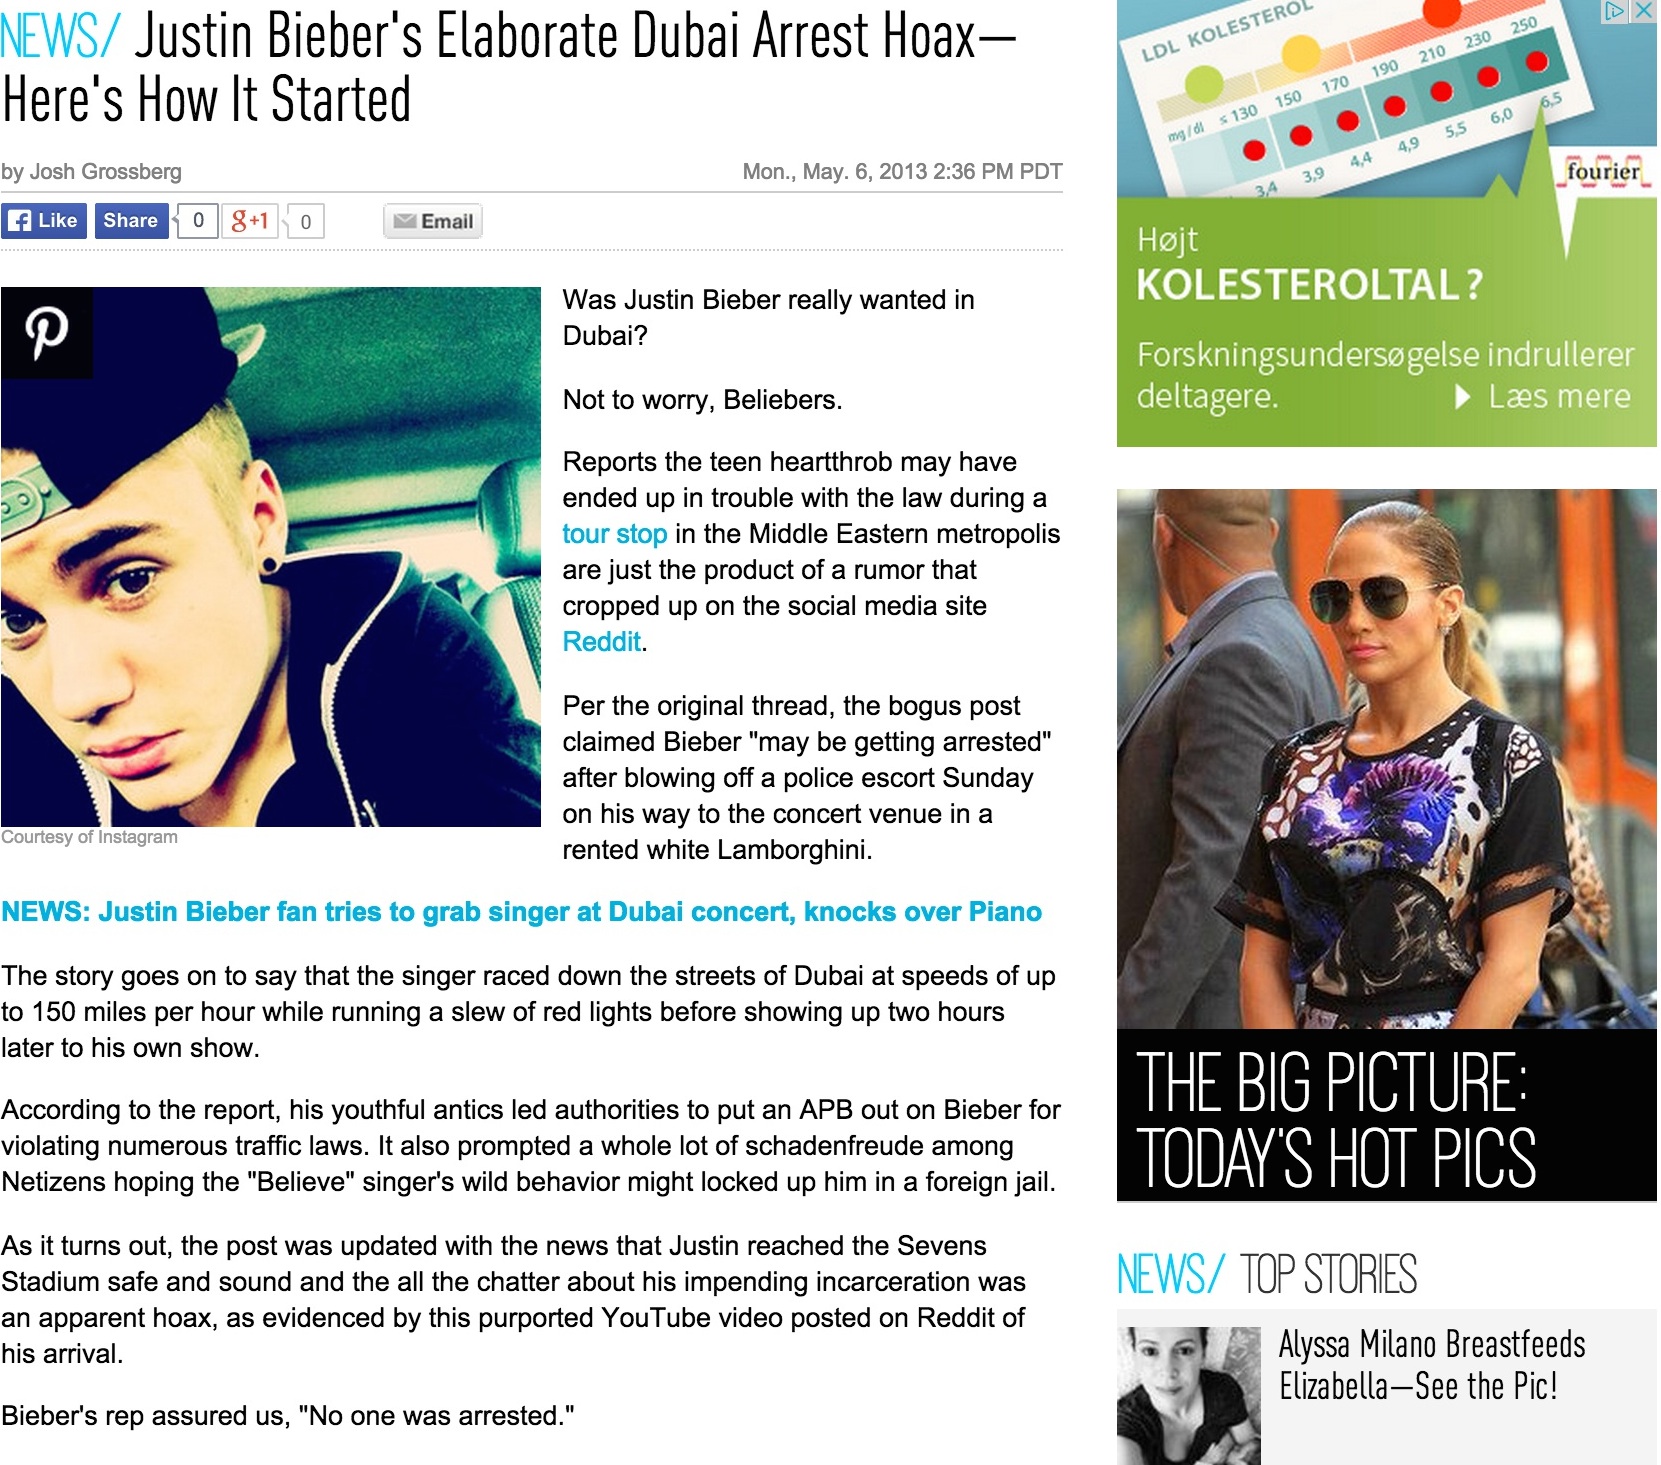 NEWS/ Justin Bieber's Elaborate Dubai Arrest Hoax—
Here's How It Started
by Josh Grossberg
Mon., May. 6, 2013 2:36 PM PDT
Like
Share
0
g+1
0
Email
Was Justin Bieber really wanted in
Dubai?
Not to worry, Beliebers.
Reports the teen heartthrob may have
ended up in trouble with the law during a
tour stop in the Middle Eastern metropolis
are just the product of a rumor that
cropped up on the social media site
Reddit.
Per the original thread, the bogus post
claimed Bieber "may be getting arrested"
after blowing off a police escort Sunday
on his way to the concert venue in a
rented white Lamborghini.
Courtesy of Instagram
NEWS: Justin Bieber fan tries to grab singer at Dubai concert, knocks over Piano
The story goes on to say that the singer raced down the streets of Dubai at speeds of up
to 150 miles per hour while running a slew of red lights before showing up two hours
later to his own show.
According to the report, his youthful antics led authorities to put an APB out on Bieber for
violating numerous traffic laws. It also prompted a whole lot of schadenfreude among
Netizens hoping the "Believe" singer's wild behavior might locked up him in a foreign jail.
As it turns out, the post was updated with the news that Justin reached the Sevens
Stadium safe and sound and the all the chatter about his impending incarceration was
an apparent hoax, as evidenced by this purported YouTube video posted on Reddit of
his arrival.
Bieber's rep assured us, "No one was arrested."
LDL KOLESTEROL
mg/dl ≤ 130 150 170 190 210 230 250
3,4 3,9 4,4 4,9 5,5 6,0 6,5
fourier
Højt
KOLESTEROLTAL?
Forskningsundersøgelse indrullerer
deltagere.
Læs mere
THE BIG PICTURE:
TODAY'S HOT PICS
NEWS/ TOP STORIES
Alyssa Milano Breastfeeds
Elizabella—See the Pic!